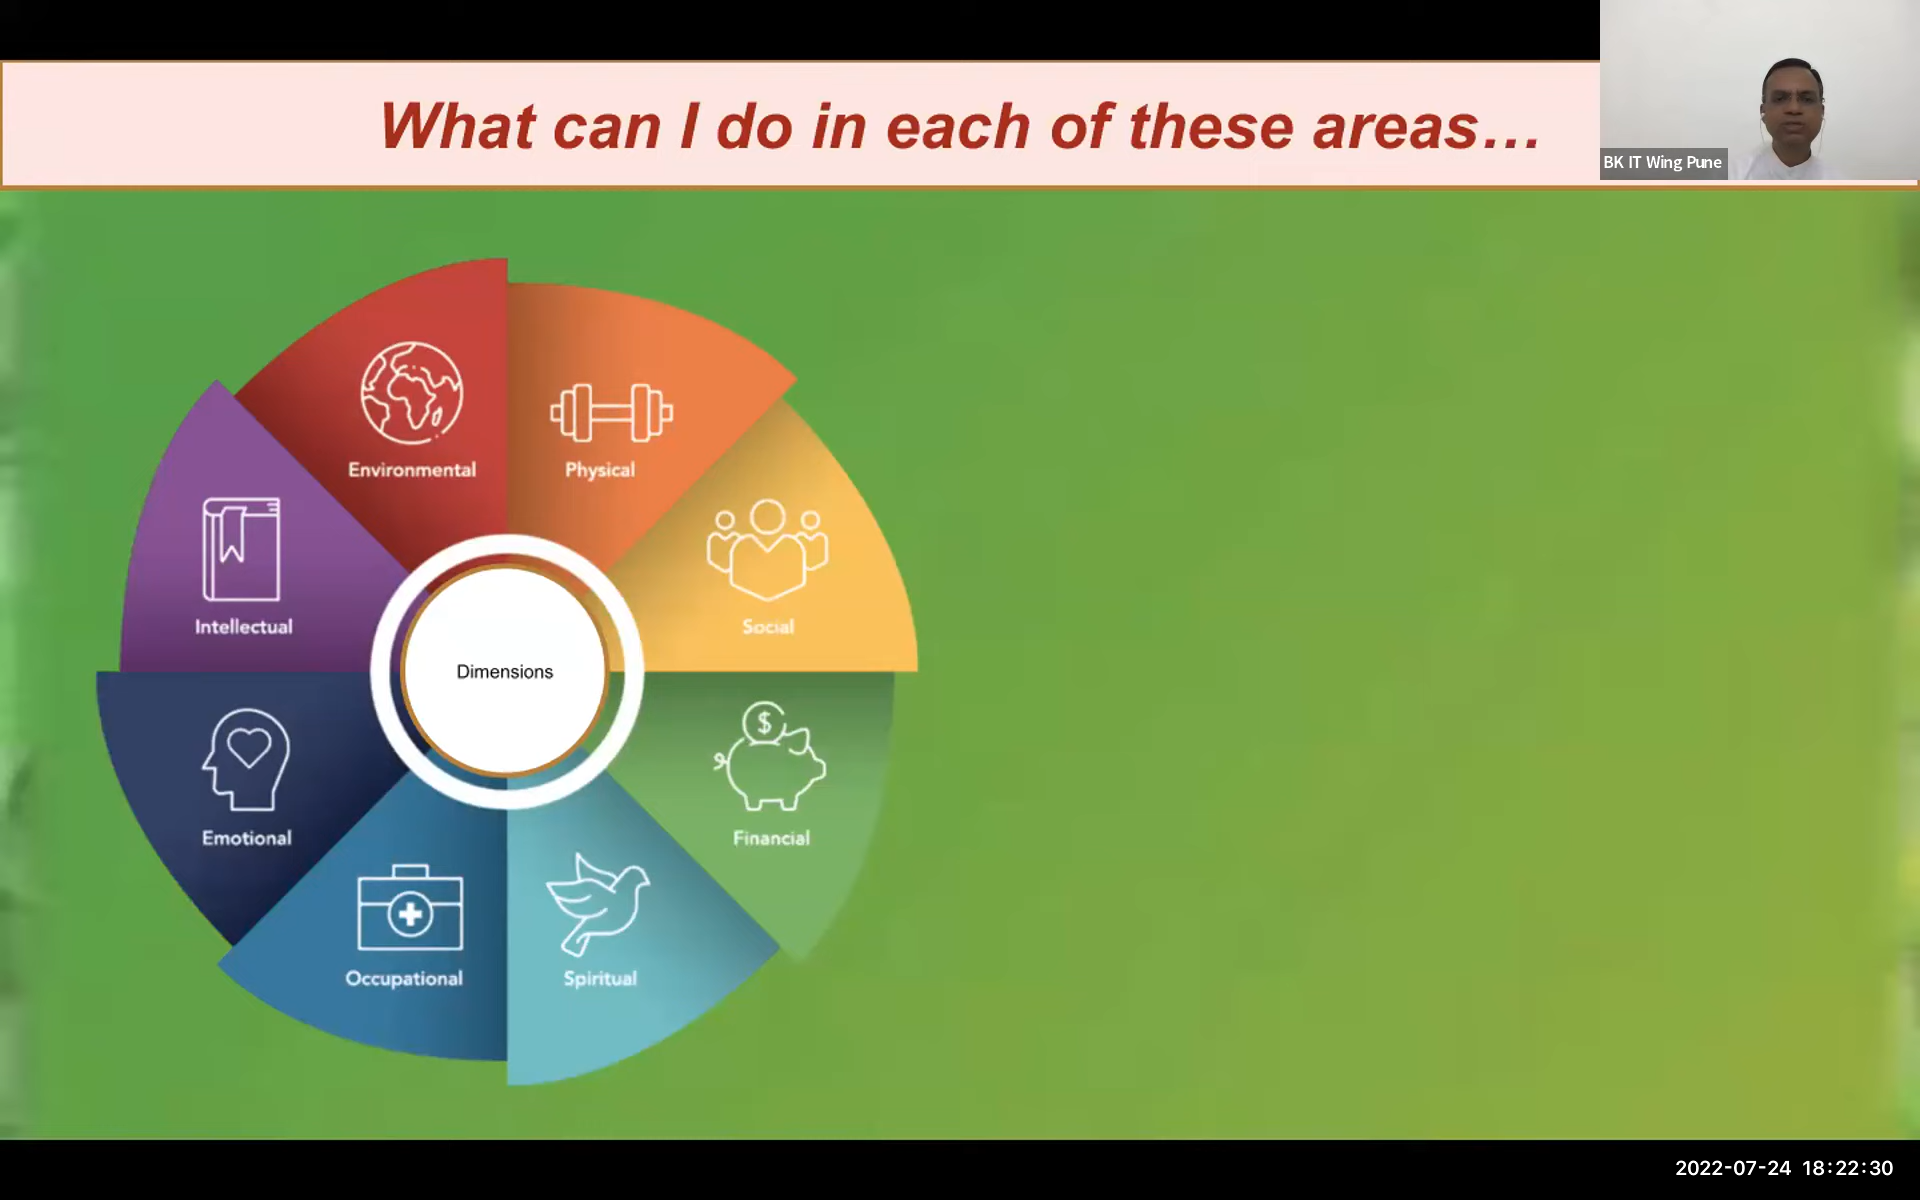 What can I do in each of these areas...
BK IT Wing Pune
Environmental
Physical
Intellectual
Social
Dimensions
$
Emotional
Financial
Occupational
Spiritual
2022-07-24 18:22:30